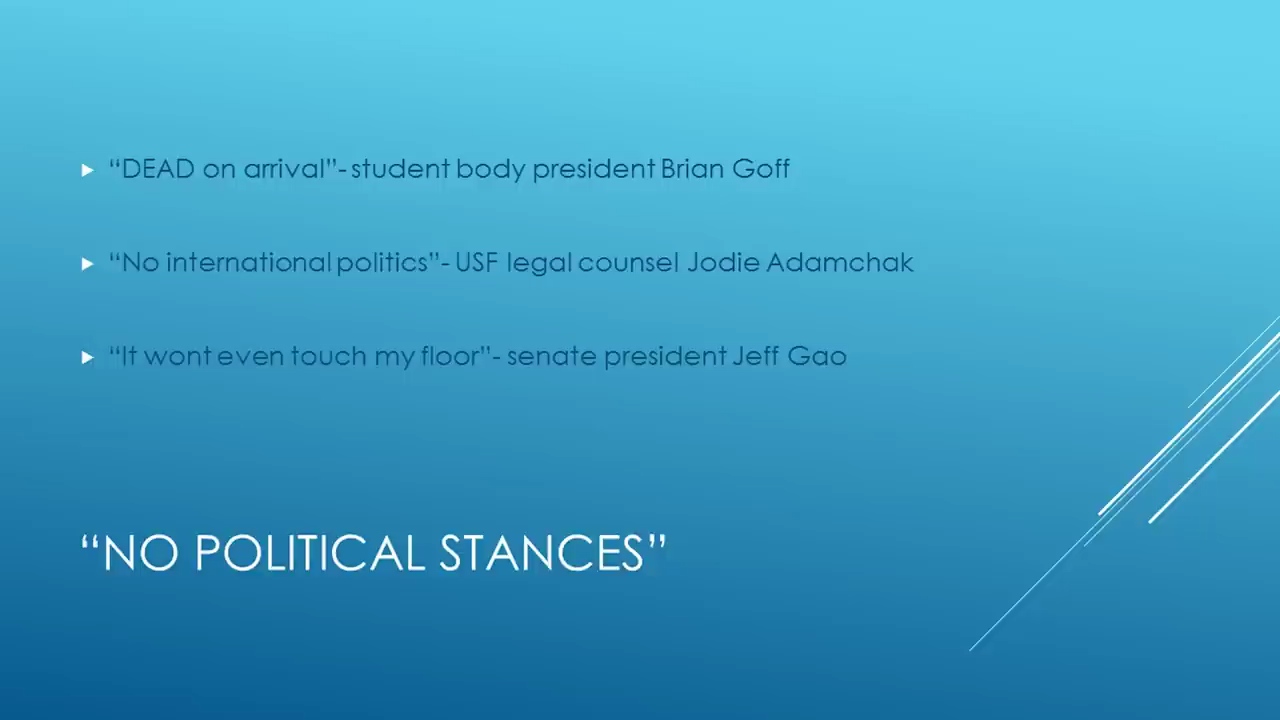 “DEAD on arrival”- student body president Brian Goff
“No international politics”- USF legal counsel Jodie Adamchak
“It wont even touch my floor”- senate president Jeff Gao
“NO POLITICAL STANCES”